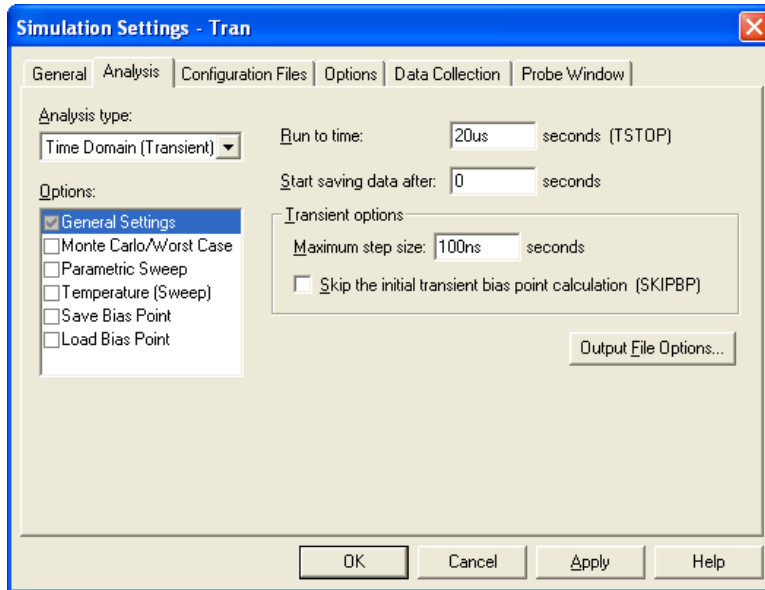 Simulation Settings - Tran
General Analysis Configuration Files Options Data Collection Probe Window
Analysis type:
Time Domain (Transient)
Options:
General Settings
Monte Carlo/Worst Case
Parametric Sweep
Temperature (Sweep)
Save Bias Point
Load Bias Point
Run to time: 20us seconds (TSTOP)
Start saving data after: 0 seconds
Transient options
Maximum step size: 100ns seconds
Skip the initial transient bias point calculation (SKIPBP)
Output File Options...
OK Cancel Apply Help